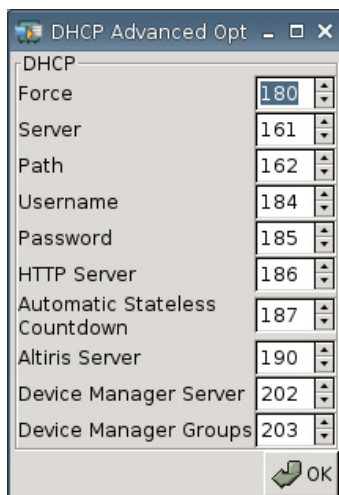 DHCP Advanced Opt
DHCP
Force 180
Server 161
Path 162
Username 184
Password 185
HTTP Server 186
Automatic Stateless
Countdown 187
Altiris Server 190
Device Manager Server 202
Device Manager Groups 203
OK